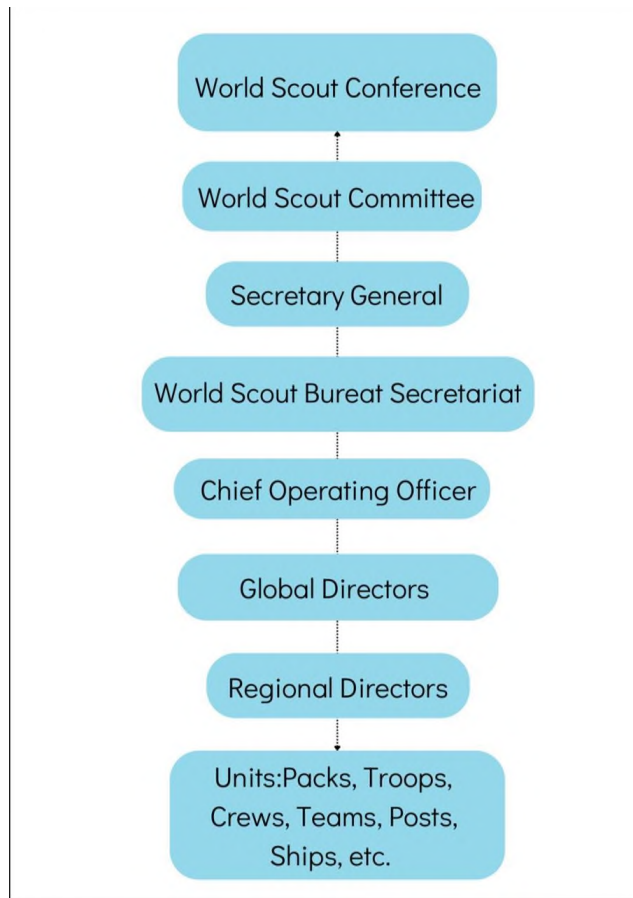 World Scout Conference
World Scout Committee
Secretary General
World Scout Bureat Secretariat
Chief Operating Officer
Global Directors
Regional Directors
Units:Packs, Troops,
Crews, Teams, Posts,
Ships, etc.